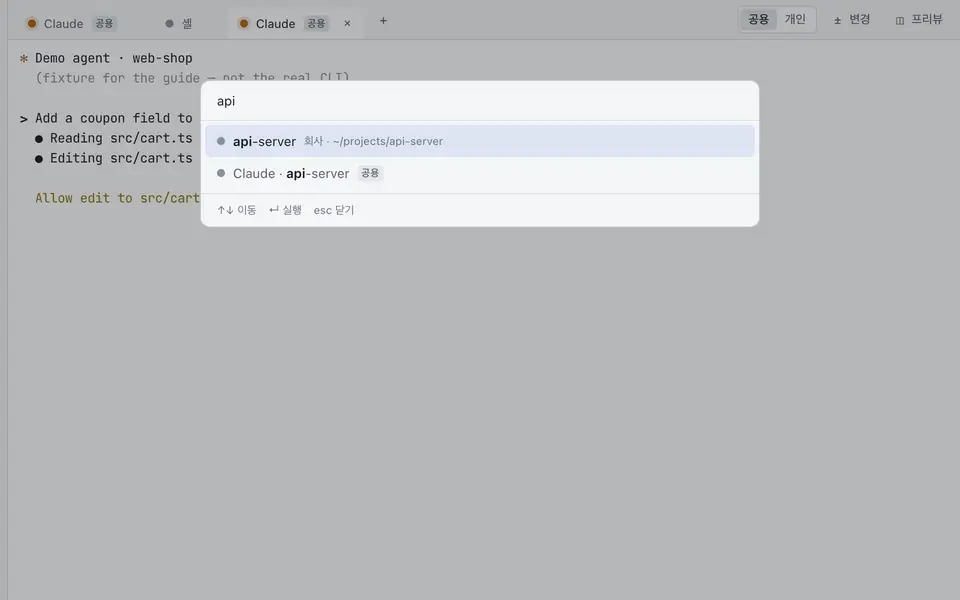 Claude 공용 셸 Claude 공용 × + 공용 개인 ± 변경 프리뷰
* Demo agent · web-shop
(fixture for the guide — not the real CLI)
api
> Add a coupon field to
● Reading src/cart.ts
api-server 회사 · ~/projects/api-server
● Editing src/cart.ts
Claude · api-server 공용
Allow edit to src/cart
↑↓ 이동 ↵ 실행 esc 닫기